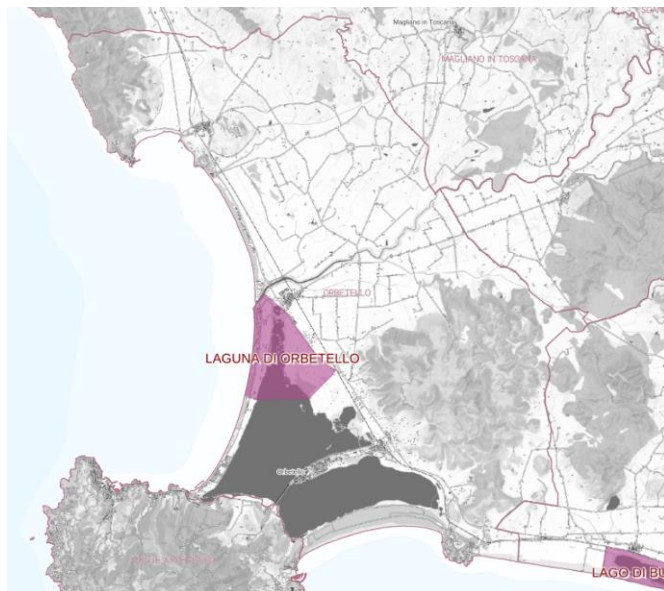 Magliano in Toscana
MAGLIANO IN TOSCANA
ORBETELLO
LAGUNA DI ORBETELLO
Orbetello
LAGO DI BU